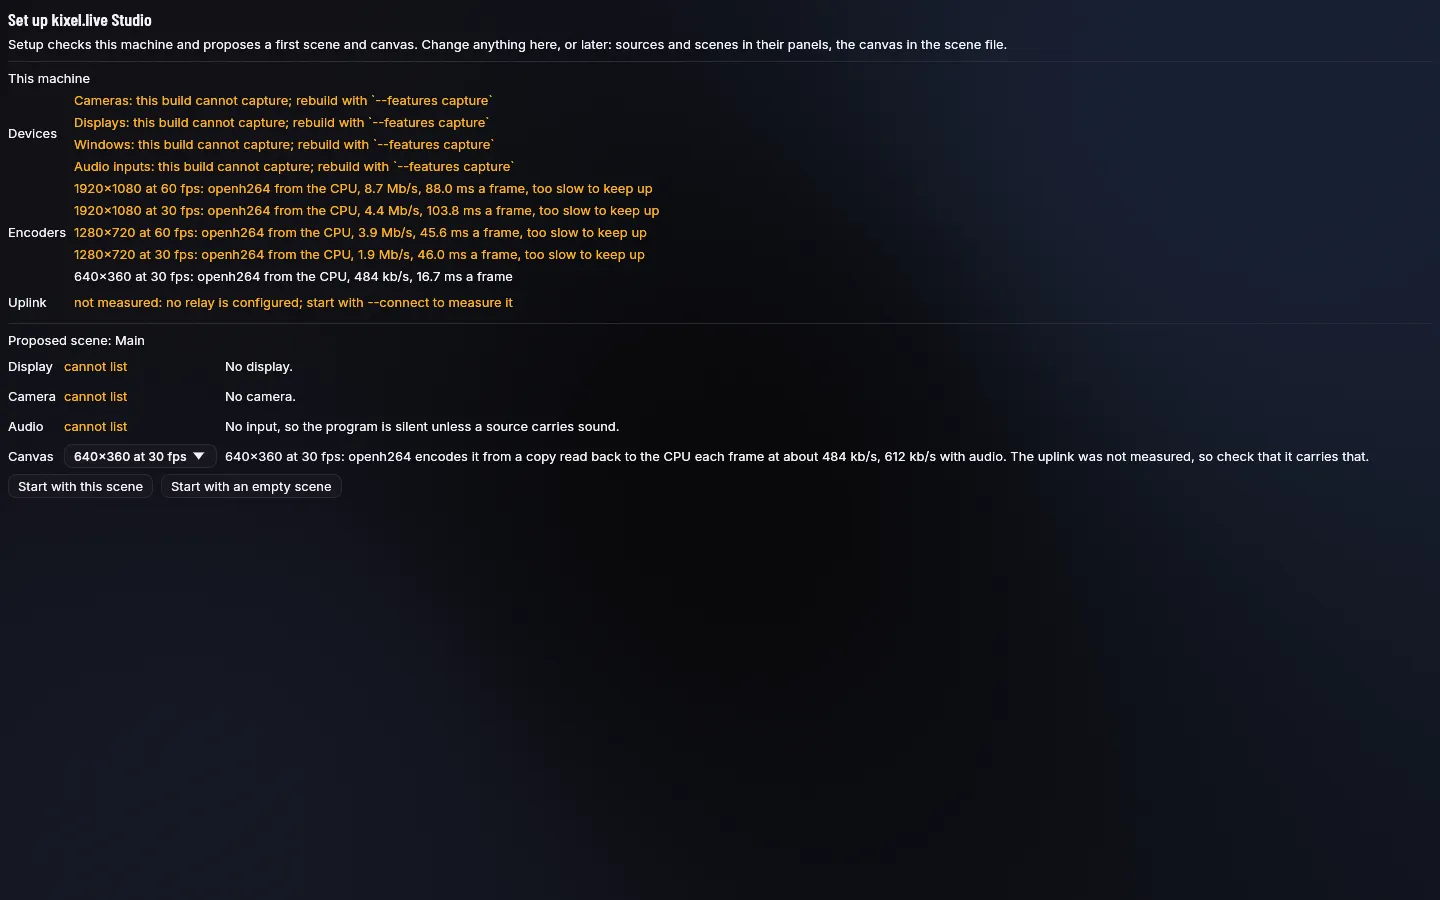 Set up kixel.live Studio
Setup checks this machine and proposes a first scene and canvas. Change anything here, or later: sources and scenes in their panels, the canvas in the scene file.
This machine
Devices
Cameras: this build cannot capture; rebuild with `--features capture`
Displays: this build cannot capture; rebuild with `--features capture`
Windows: this build cannot capture; rebuild with `--features capture`
Audio inputs: this build cannot capture; rebuild with `--features capture`
Encoders
1920×1080 at 60 fps: openh264 from the CPU, 8.7 Mb/s, 88.0 ms a frame, too slow to keep up
1920×1080 at 30 fps: openh264 from the CPU, 4.4 Mb/s, 103.8 ms a frame, too slow to keep up
1280×720 at 60 fps: openh264 from the CPU, 3.9 Mb/s, 45.6 ms a frame, too slow to keep up
1280×720 at 30 fps: openh264 from the CPU, 1.9 Mb/s, 46.0 ms a frame, too slow to keep up
640×360 at 30 fps: openh264 from the CPU, 484 kb/s, 16.7 ms a frame
Uplink not measured: no relay is configured; start with --connect to measure it
Proposed scene: Main
Display cannot list No display.
Camera cannot list No camera.
Audio cannot list No input, so the program is silent unless a source carries sound.
Canvas 640×360 at 30 fps 640×360 at 30 fps: openh264 encodes it from a copy read back to the CPU each frame at about 484 kb/s, 612 kb/s with audio. The uplink was not measured, so check that it carries that.
Start with this scene Start with an empty scene